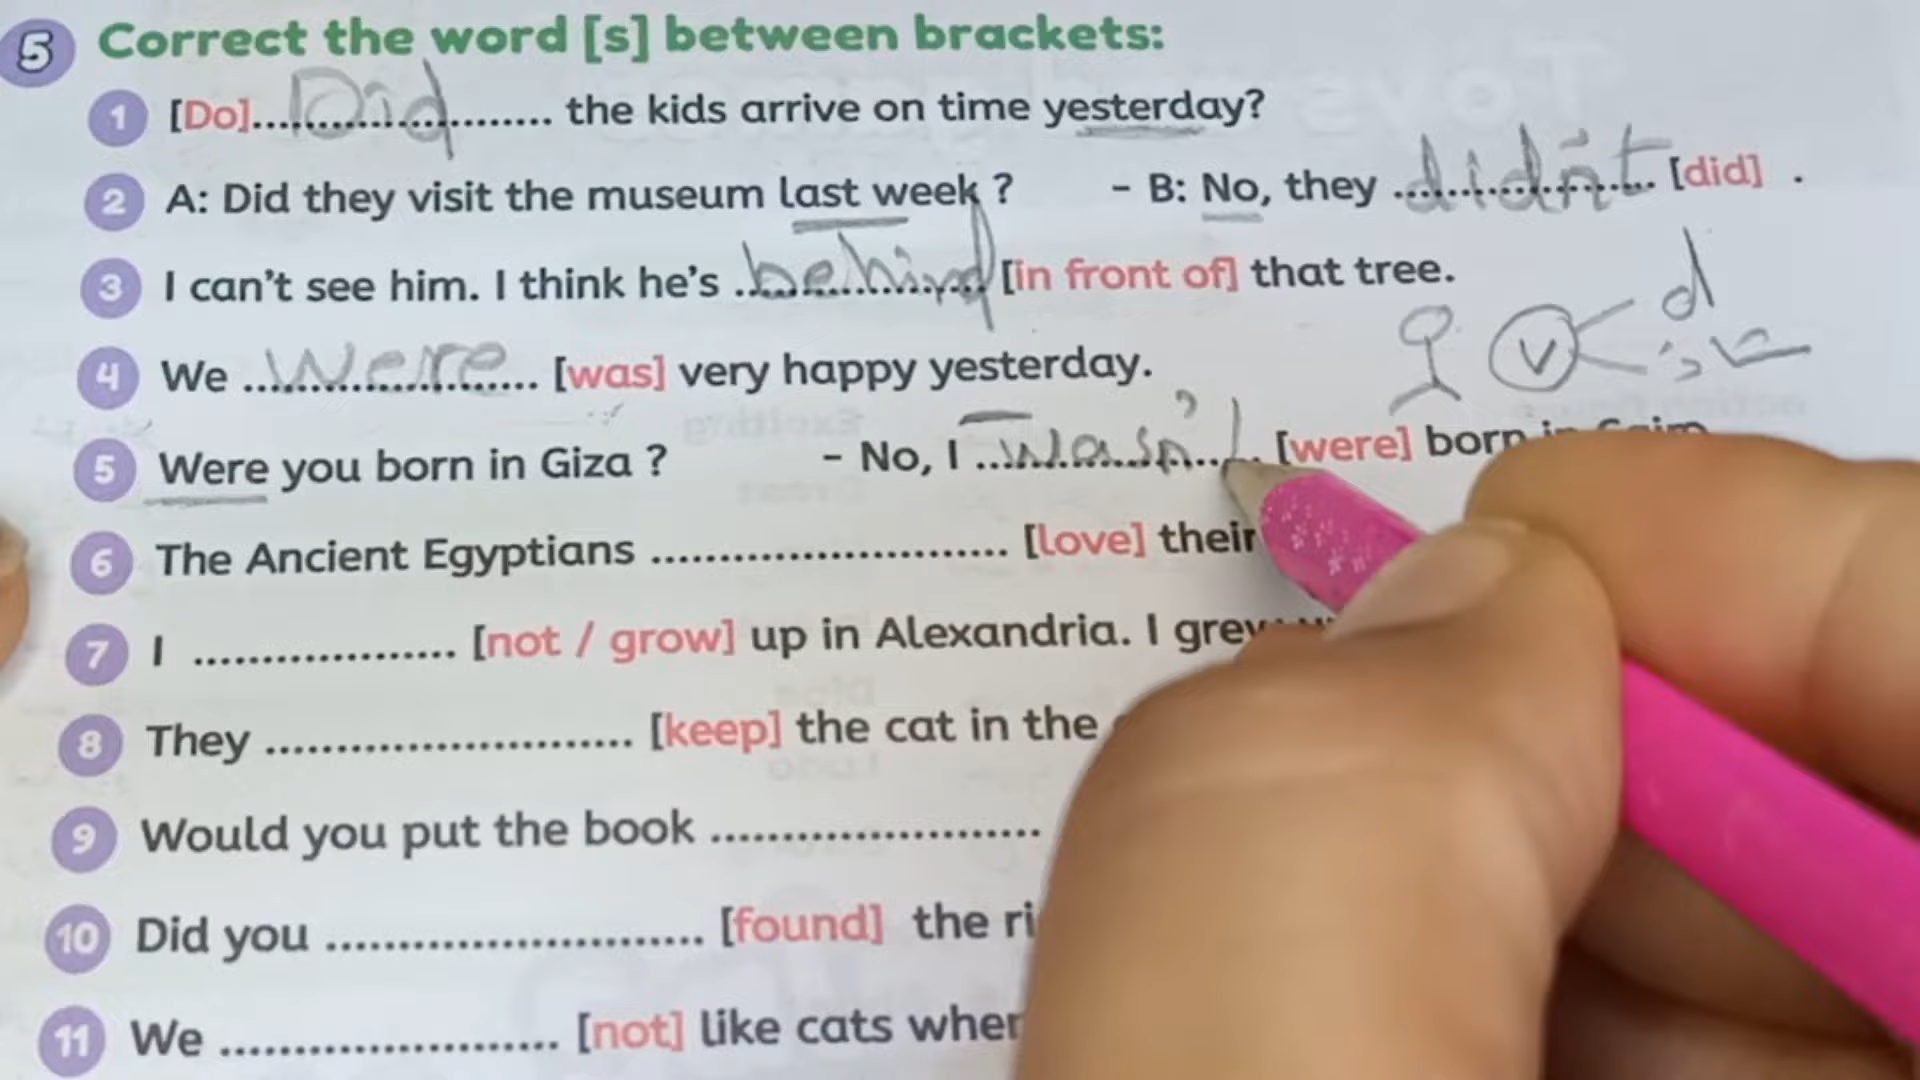 5 Correct the word [s] between brackets:
1 [Do]...Did... the kids arrive on time yesterday?
2 A: Did they visit the museum last week ? - B: No, they ...didn't... [did] .
3 I can't see him. I think he's ...behind... [in front of] that tree.
d
4 We ...were... [was] very happy yesterday. v
5 Were you born in Giza ? - No, I ...wasn't... [were] born in
6 The Ancient Egyptians ........................ [love] their
7 I ................... [not / grow] up in Alexandria. I grew
8 They .......................... [keep] the cat in the
9 Would you put the book ........................
10 Did you ........................... [found] the
11 We ........................ [not] like cats when